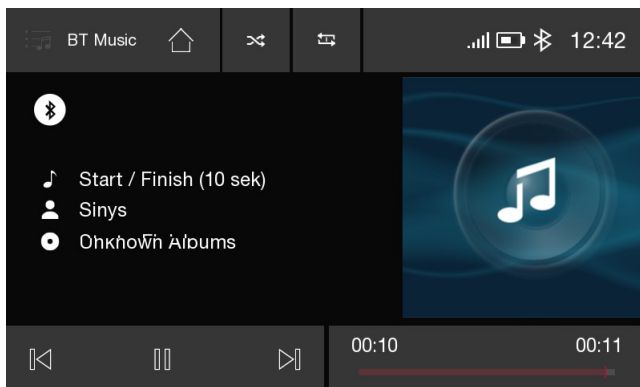 BT Music
12:42
Start / Finish (10 sek)
Sinys
Albums
00:10 00:11